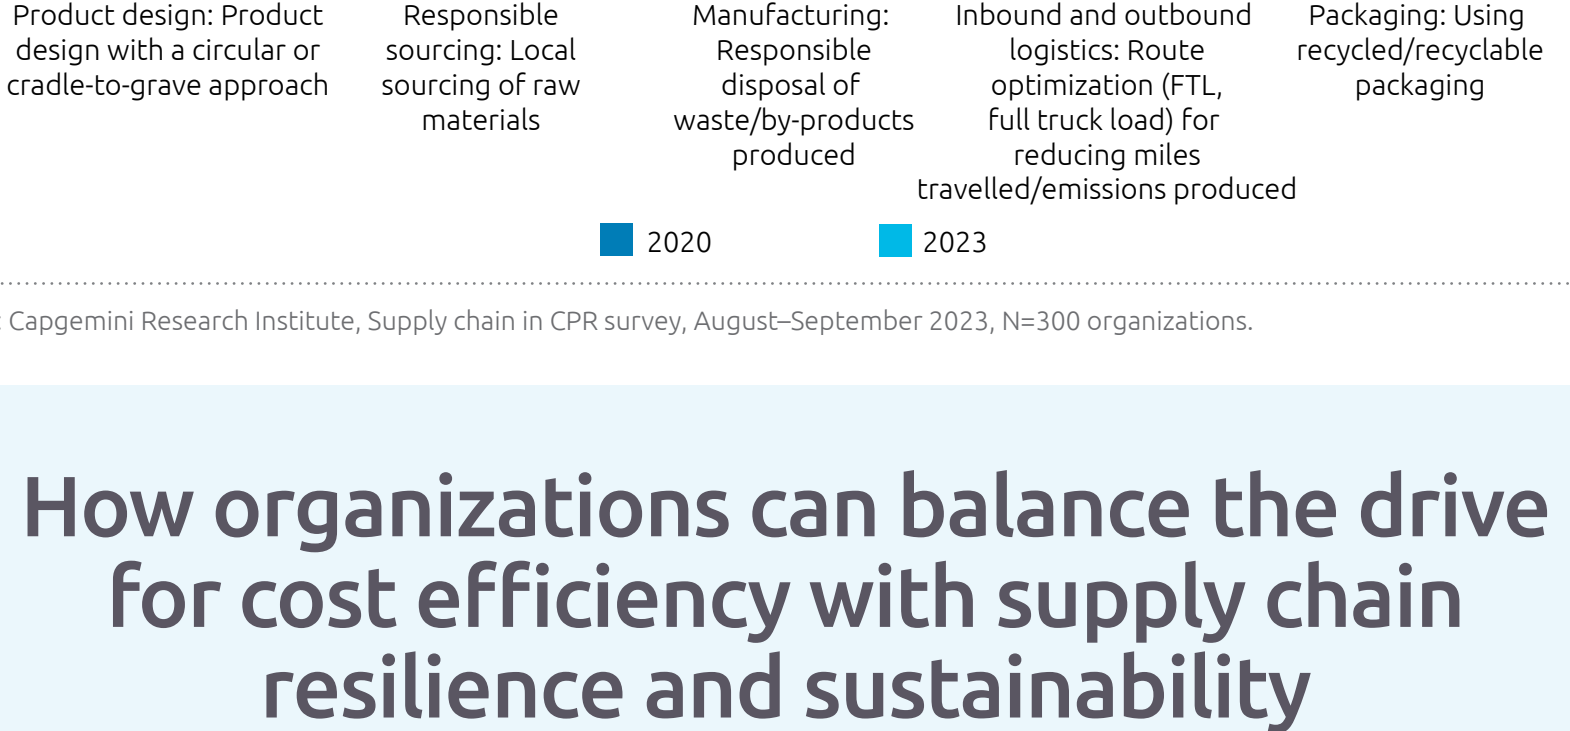 Product design: Product
design with a circular or
cradle-to-grave approach
Responsible
sourcing: Local
sourcing of raw
materials
Manufacturing:
Responsible
disposal of
waste/by-products
produced
Inbound and outbound
logistics: Route
optimization (FTL,
full truck load) for
reducing miles
travelled/emissions produced
Packaging: Using
recycled/recyclable
packaging
2020
2023
: Capgemini Research Institute, Supply chain in CPR survey, August–September 2023, N=300 organizations.
How organizations can balance the drive
for cost efficiency with supply chain
resilience and sustainability